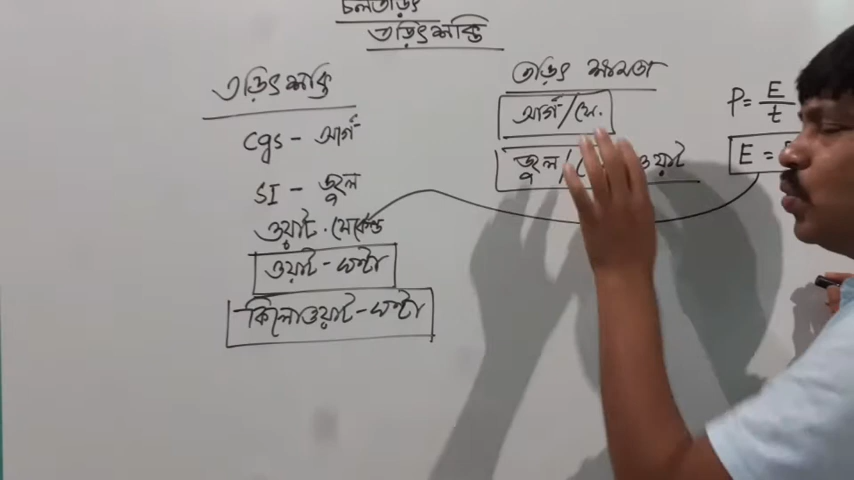 চলতড়িৎ
তড়িৎশক্তি
তড়িৎশক্তি
cgs - আর্গ
SI - জুল
ওয়াট · সেকেন্ড
ওয়াট - ঘন্টা
কিলোওয়াট - ঘন্টা
তড়িৎ ক্ষমতা
আর্গ/সে.
জুল/ ওয়াট
P = E/t
E =